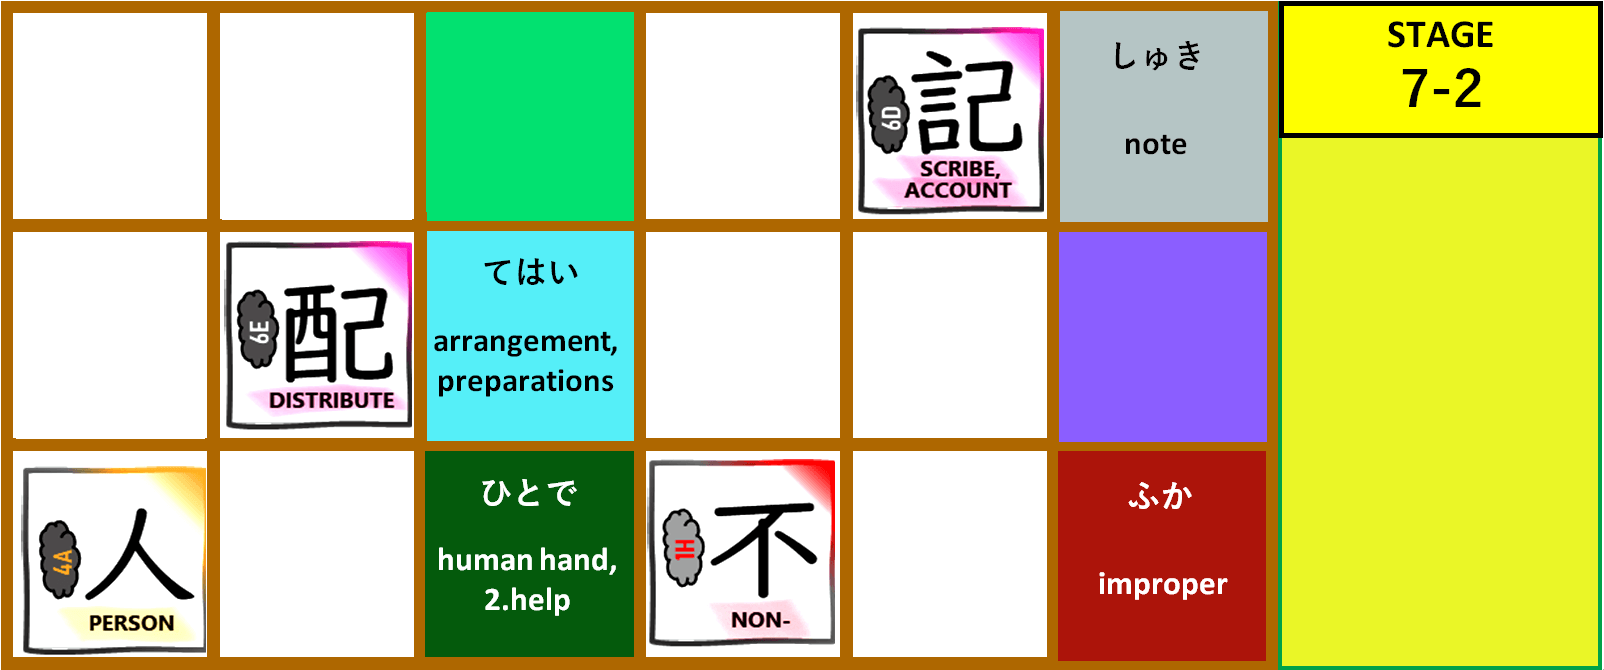 記
6D
SCRIBE,
ACCOUNT
しゅき
note
STAGE
7-2
配
6E
DISTRIBUTE
てはい
arrangement,
preparations
人
4A
PERSON
ひとで
human hand,
2.help
不
1H
NON-
ふか
improper